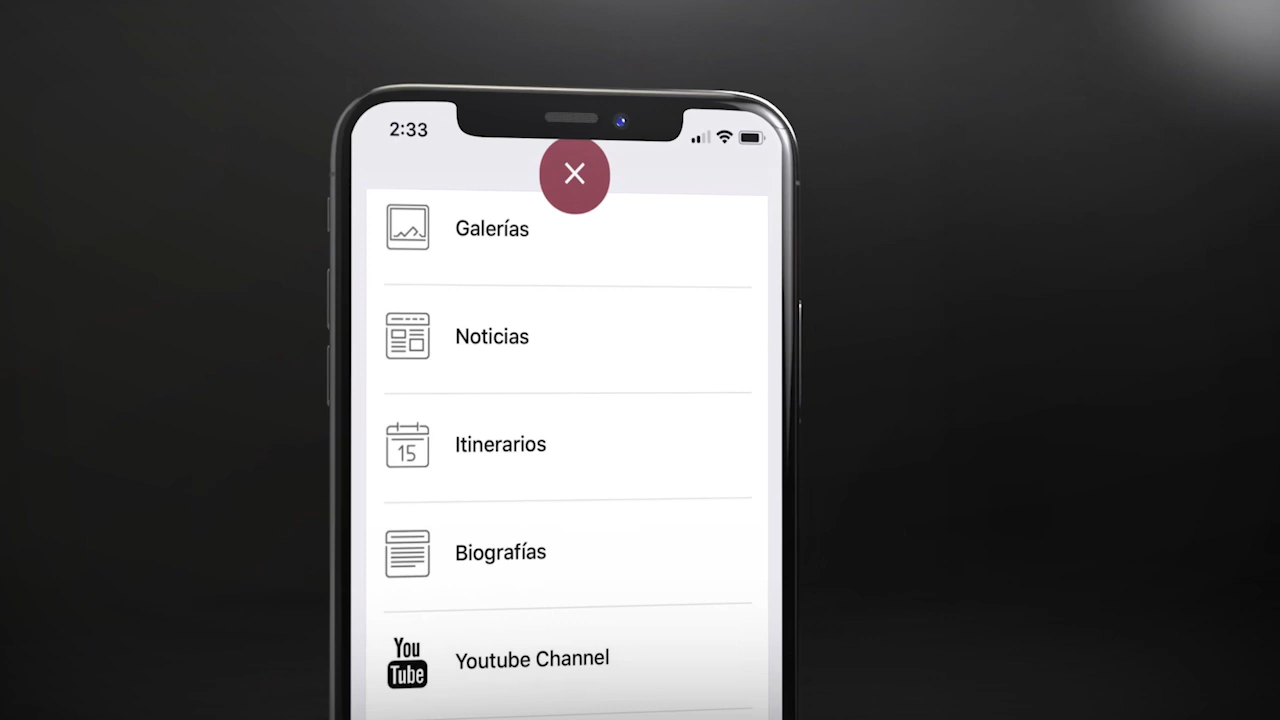 2:33
Galerías
Noticias
15
Itinerarios
Biografías
You
Tube
Youtube Channel